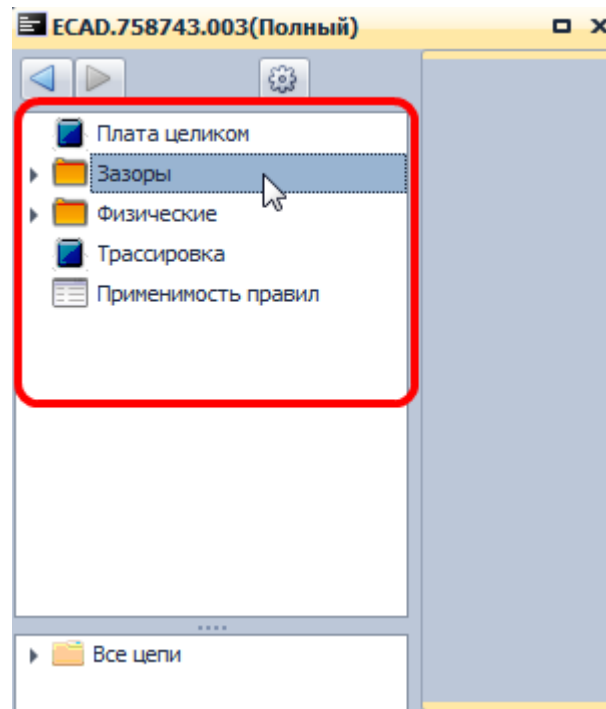 ECAD.758743.003(Полный)
Плата целиком
Зазоры
Физические
Трассировка
Применимость правил
Все цепи